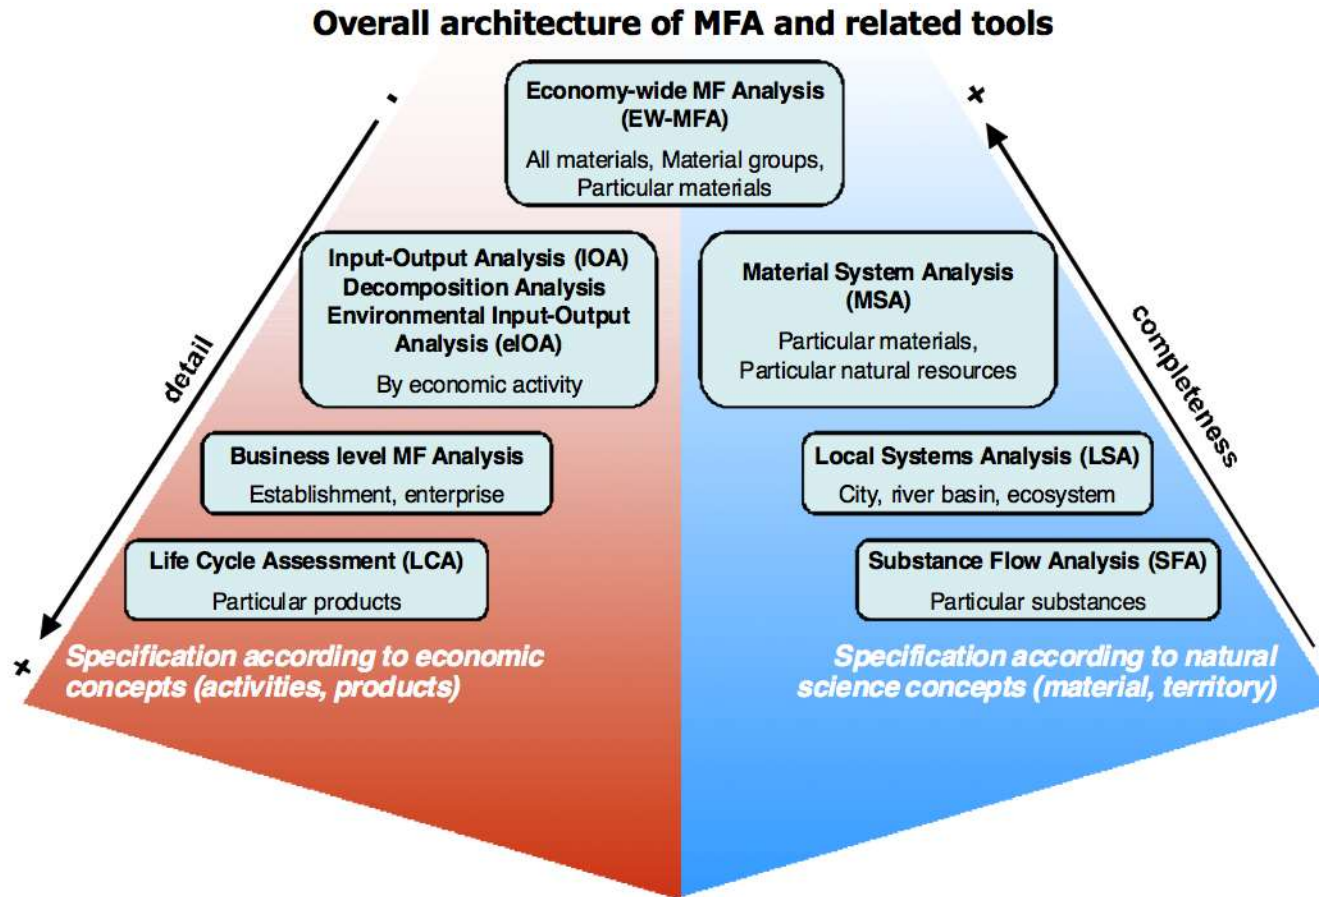 Overall architecture of MFA and related tools
-
+
Economy-wide MF Analysis
(EW-MFA)
All materials, Material groups,
Particular materials
detail
completeness
Input-Output Analysis (IOA)
Decomposition Analysis
Environmental Input-Output
Analysis (eIOA)
By economic activity
Material System Analysis
(MSA)
Particular materials,
Particular natural resources
Business level MF Analysis
Establishment, enterprise
Local Systems Analysis (LSA)
City, river basin, ecosystem
Life Cycle Assessment (LCA)
Particular products
Substance Flow Analysis (SFA)
Particular substances
+
Specification according to economic
concepts (activities, products)
Specification according to natural
science concepts (material, territory)